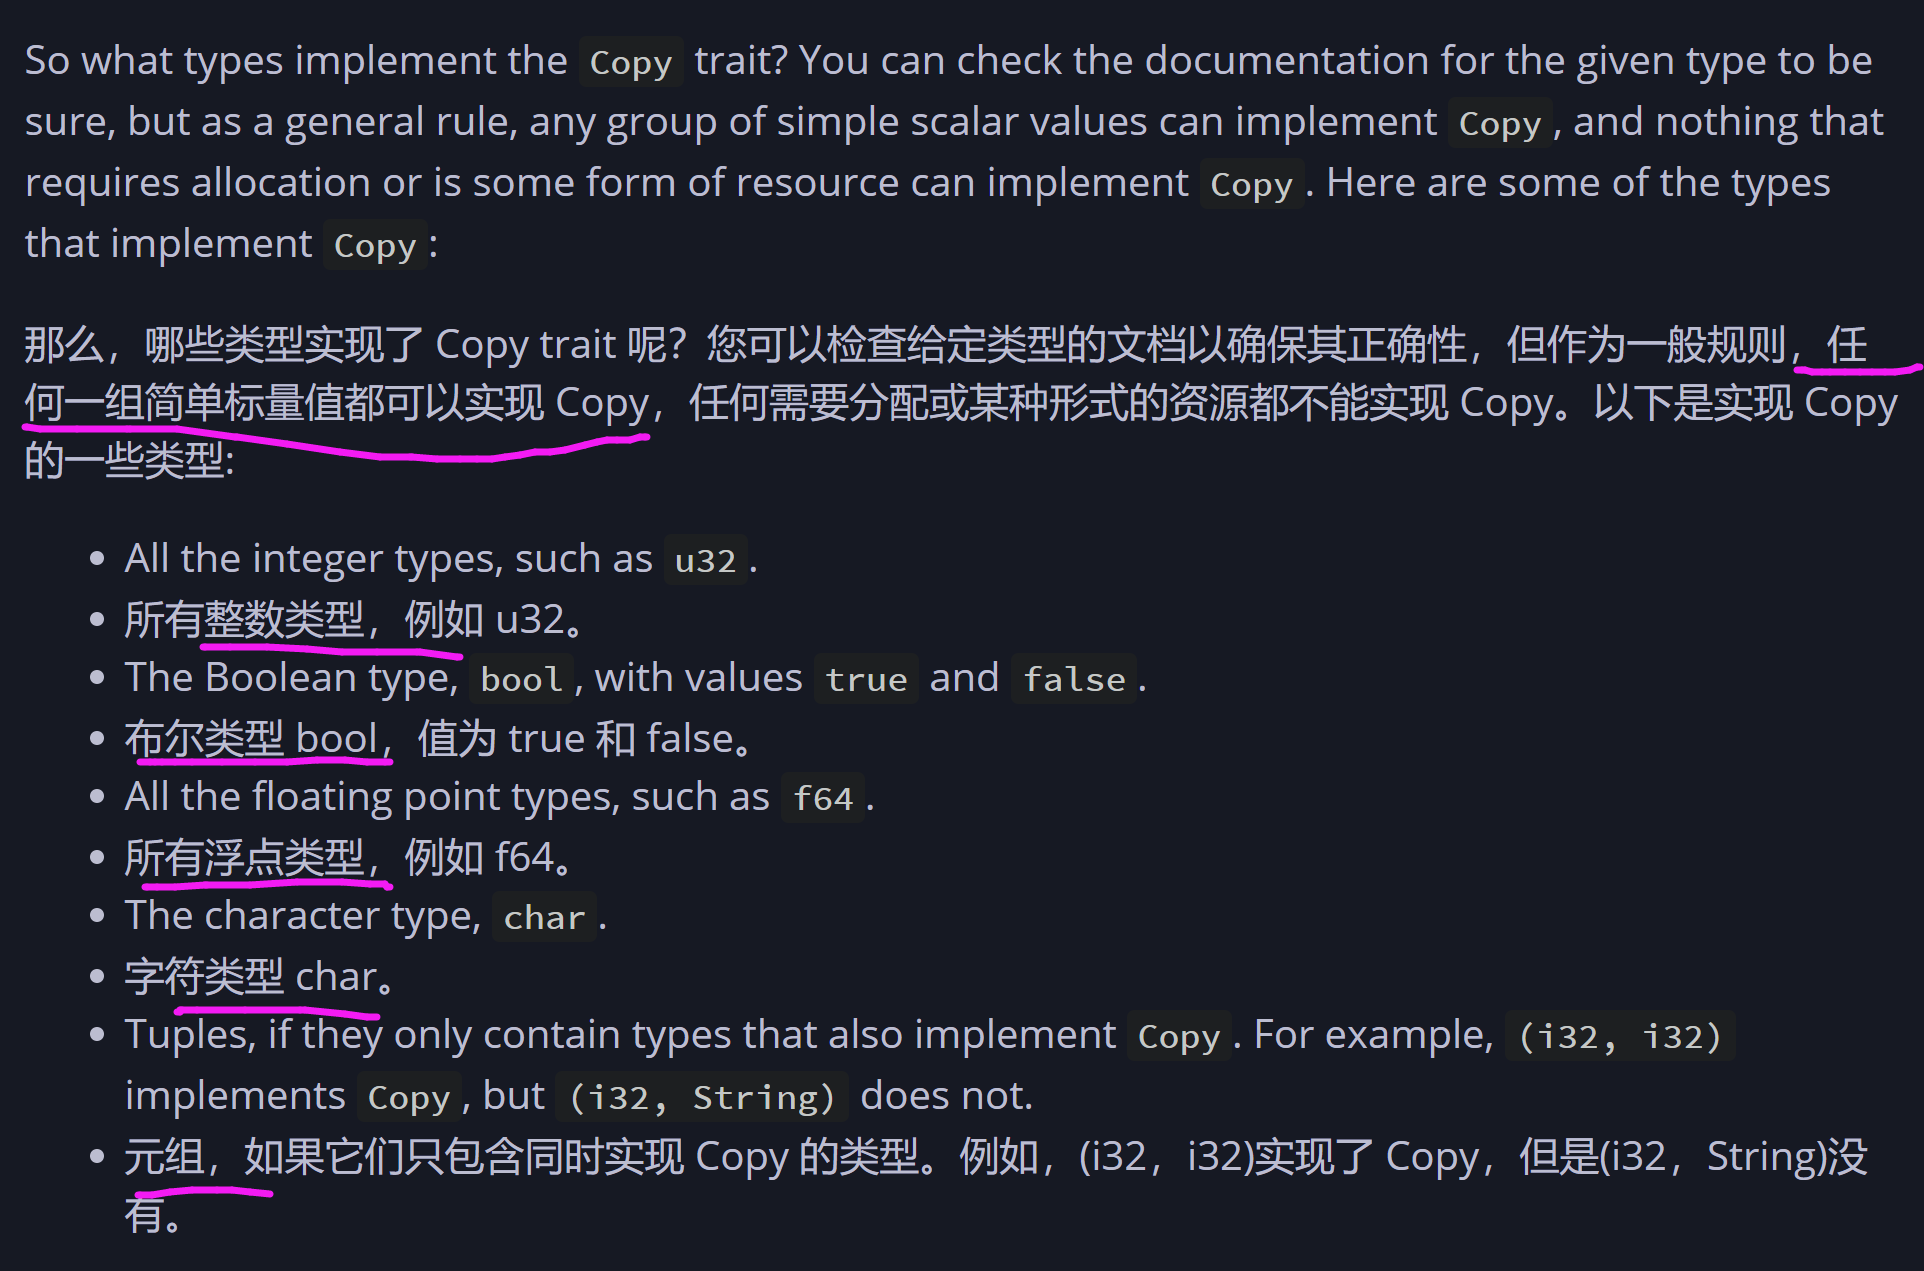 So what types implement the Copy trait? You can check the documentation for the given type to be
sure, but as a general rule, any group of simple scalar values can implement Copy, and nothing that
requires allocation or is some form of resource can implement Copy. Here are some of the types
that implement Copy:
那么，哪些类型实现了 Copy trait 呢？您可以检查给定类型的文档以确保其正确性，但作为一般规则，任
何一组简单标量值都可以实现 Copy，任何需要分配或某种形式的资源都不能实现 Copy。以下是实现 Copy
的一些类型:
All the integer types, such as u32.
所有整数类型，例如 u32。
The Boolean type, bool, with values true and false.
布尔类型 bool，值为 true 和 false。
All the floating point types, such as f64.
所有浮点类型，例如 f64。
The character type, char.
字符类型 char。
Tuples, if they only contain types that also implement Copy. For example, (i32, i32)
implements Copy, but (i32, String) does not.
元组，如果它们只包含同时实现 Copy 的类型。例如，(i32，i32)实现了 Copy，但是(i32，String)没
有。